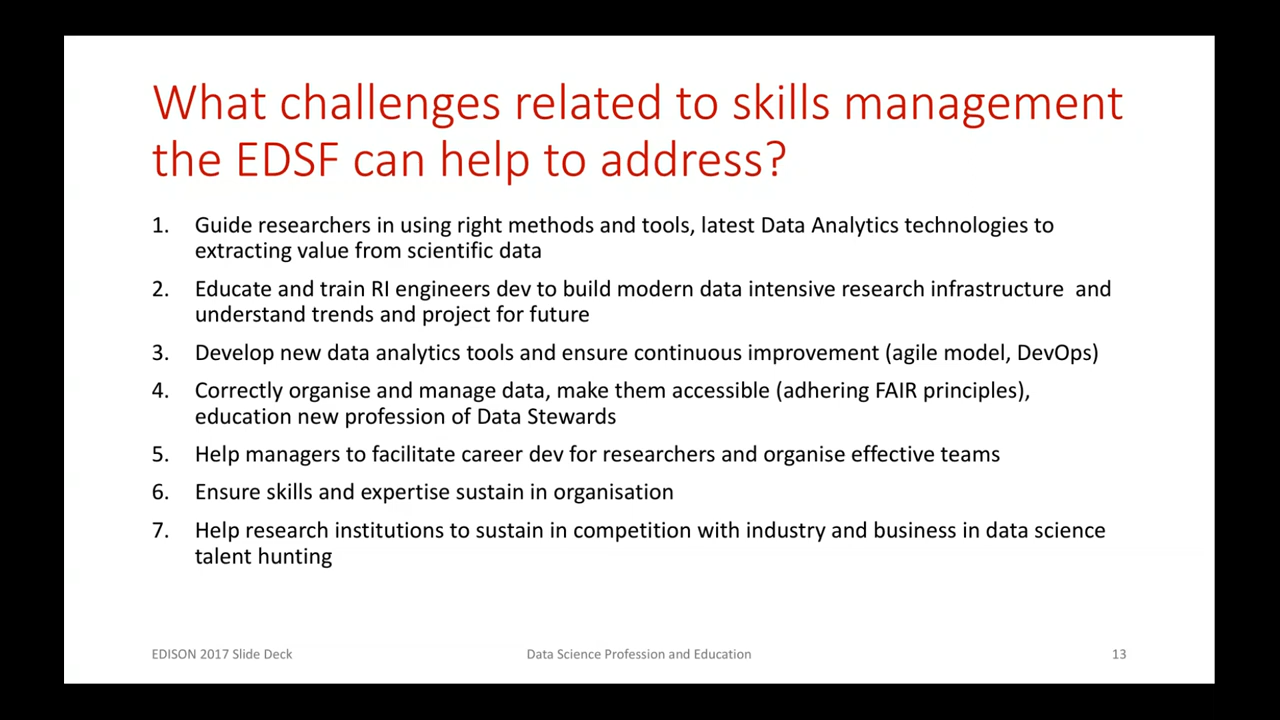 What challenges related to skills management
the EDSF can help to address?
1. Guide researchers in using right methods and tools, latest Data Analytics technologies to
extracting value from scientific data
2. Educate and train RI engineers dev to build modern data intensive research infrastructure  and
understand trends and project for future
3. Develop new data analytics tools and ensure continuous improvement (agile model, DevOps)
4. Correctly organise and manage data, make them accessible (adhering FAIR principles),
education new profession of Data Stewards
5. Help managers to facilitate career dev for researchers and organise effective teams
6. Ensure skills and expertise sustain in organisation
7. Help research institutions to sustain in competition with industry and business in data science
talent hunting
EDISON 2017 Slide Deck
Data Science Profession and Education
13